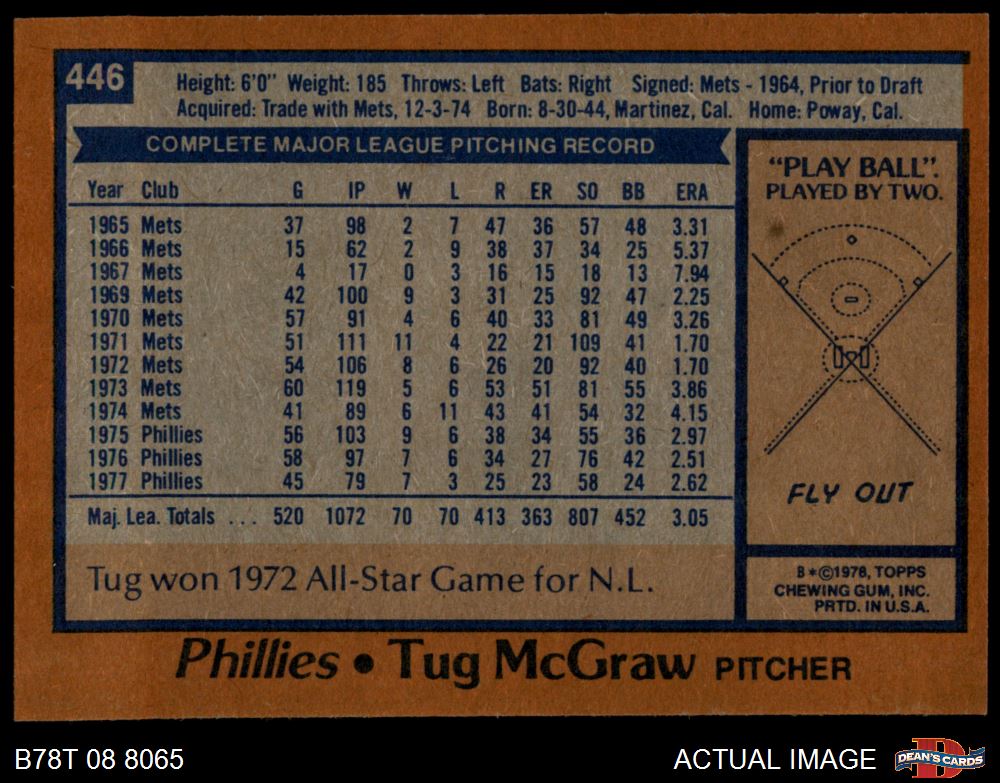 446
Height: 6'0" Weight: 185 Throws: Left Bats: Right Signed: Mets - 1964, Prior to Draft
Acquired: Trade with Mets, 12-3-74 Born: 8-30-44, Martinez, Cal. Home: Poway, Cal.
COMPLETE MAJOR LEAGUE PITCHING RECORD
Year Club G IP W L R ER SO BB ERA
1965 Mets 37 98 2 7 47 36 57 48 3.31
1966 Mets 15 62 2 9 38 37 34 25 5.37
1967 Mets 4 17 0 3 16 15 18 13 7.94
1969 Mets 42 100 9 3 31 25 92 47 2.25
1970 Mets 57 91 4 6 40 33 81 49 3.26
1971 Mets 51 111 11 4 22 21 109 41 1.70
1972 Mets 54 106 8 6 26 20 92 40 1.70
1973 Mets 60 119 5 6 53 51 81 55 3.86
1974 Mets 41 89 6 11 43 41 54 32 4.15
1975 Phillies 56 103 9 6 38 34 55 36 2.97
1976 Phillies 58 97 7 6 34 27 76 42 2.51
1977 Phillies 45 79 7 3 25 23 58 24 2.62
Maj. Lea. Totals ... 520 1072 70 70 413 363 807 452 3.05
Tug won 1972 All-Star Game for N.L.
"PLAY BALL".
PLAYED BY TWO.
FLY OUT
B*©1978, TOPPS
CHEWING GUM, INC.
PRTD. IN U.S.A.
Phillies • Tug McGraw PITCHER
B78T 08 8065
ACTUAL IMAGE
D
DEAN'S CARDS